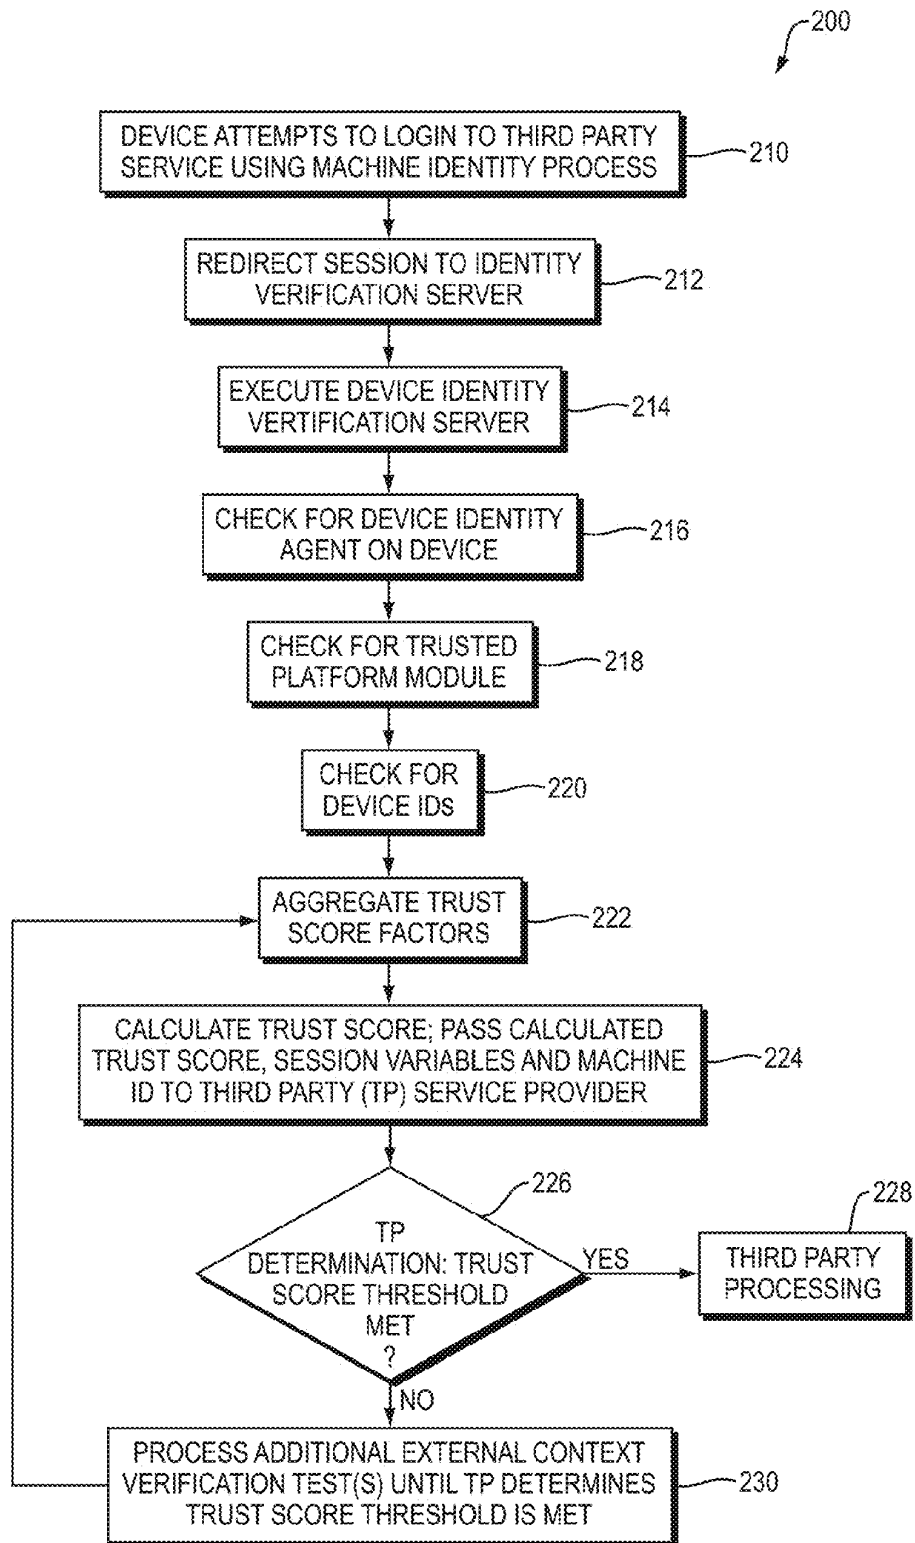 200
DEVICE ATTEMPTS TO LOGIN TO THIRD PARTY
SERVICE USING MACHINE IDENTITY PROCESS
210
REDIRECT SESSION TO IDENTITY
VERIFICATION SERVER
212
EXECUTE DEVICE IDENTITY
VERTIFICATION SERVER
214
CHECK FOR DEVICE IDENTITY
AGENT ON DEVICE
216
CHECK FOR TRUSTED
PLATFORM MODULE
218
CHECK FOR
DEVICE IDs
220
AGGREGATE TRUST
SCORE FACTORS
222
CALCULATE TRUST SCORE; PASS CALCULATED
TRUST SCORE, SESSION VARIABLES AND MACHINE
ID TO THIRD PARTY (TP) SERVICE PROVIDER
224
226
TP
DETERMINATION: TRUST
SCORE THRESHOLD
MET
?
YES
228
THIRD PARTY
PROCESSING
NO
PROCESS ADDITIONAL EXTERNAL CONTEXT
VERIFICATION TEST(S) UNTIL TP DETERMINES
TRUST SCORE THRESHOLD IS MET
230